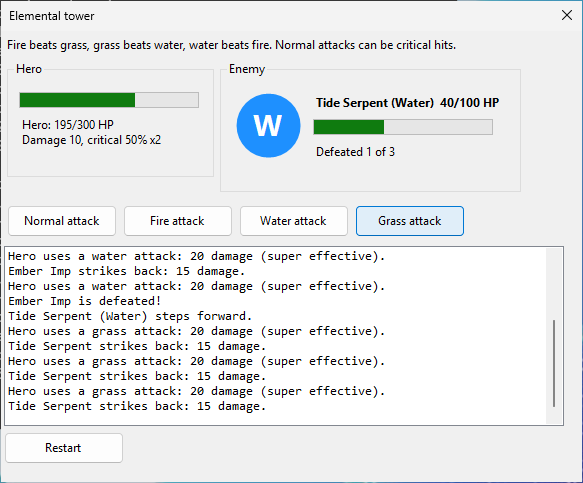 Elemental tower
Fire beats grass, grass beats water, water beats fire. Normal attacks can be critical hits.
Hero
Hero: 195/300 HP
Damage 10, critical 50% x2
Enemy
W
Tide Serpent (Water)  40/100 HP
Defeated 1 of 3
Normal attack
Fire attack
Water attack
Grass attack
Hero uses a water attack: 20 damage (super effective).
Ember Imp strikes back: 15 damage.
Hero uses a water attack: 20 damage (super effective).
Ember Imp is defeated!
Tide Serpent (Water) steps forward.
Hero uses a grass attack: 20 damage (super effective).
Tide Serpent strikes back: 15 damage.
Hero uses a grass attack: 20 damage (super effective).
Tide Serpent strikes back: 15 damage.
Hero uses a grass attack: 20 damage (super effective).
Tide Serpent strikes back: 15 damage.
Restart